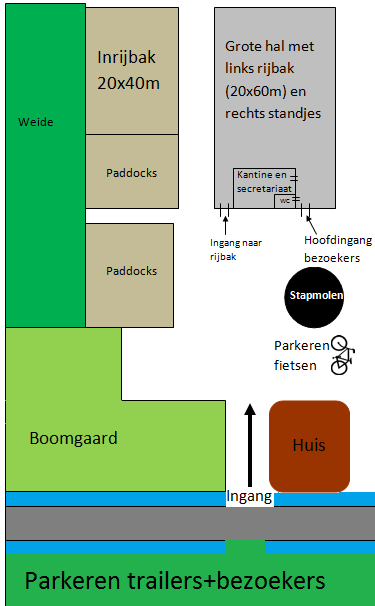 Inrijbak
20x40m
Grote hal met
links rijbak
(20x60m) en
rechts standjes
Weide
Paddocks
Kantine en
secretariaat
wc
Ingang naar
rijbak
Hoofdingang
bezoekers
Paddocks
Stapmolen
Parkeren
fietsen
Boomgaard
Huis
Ingang
Parkeren trailers+bezoekers